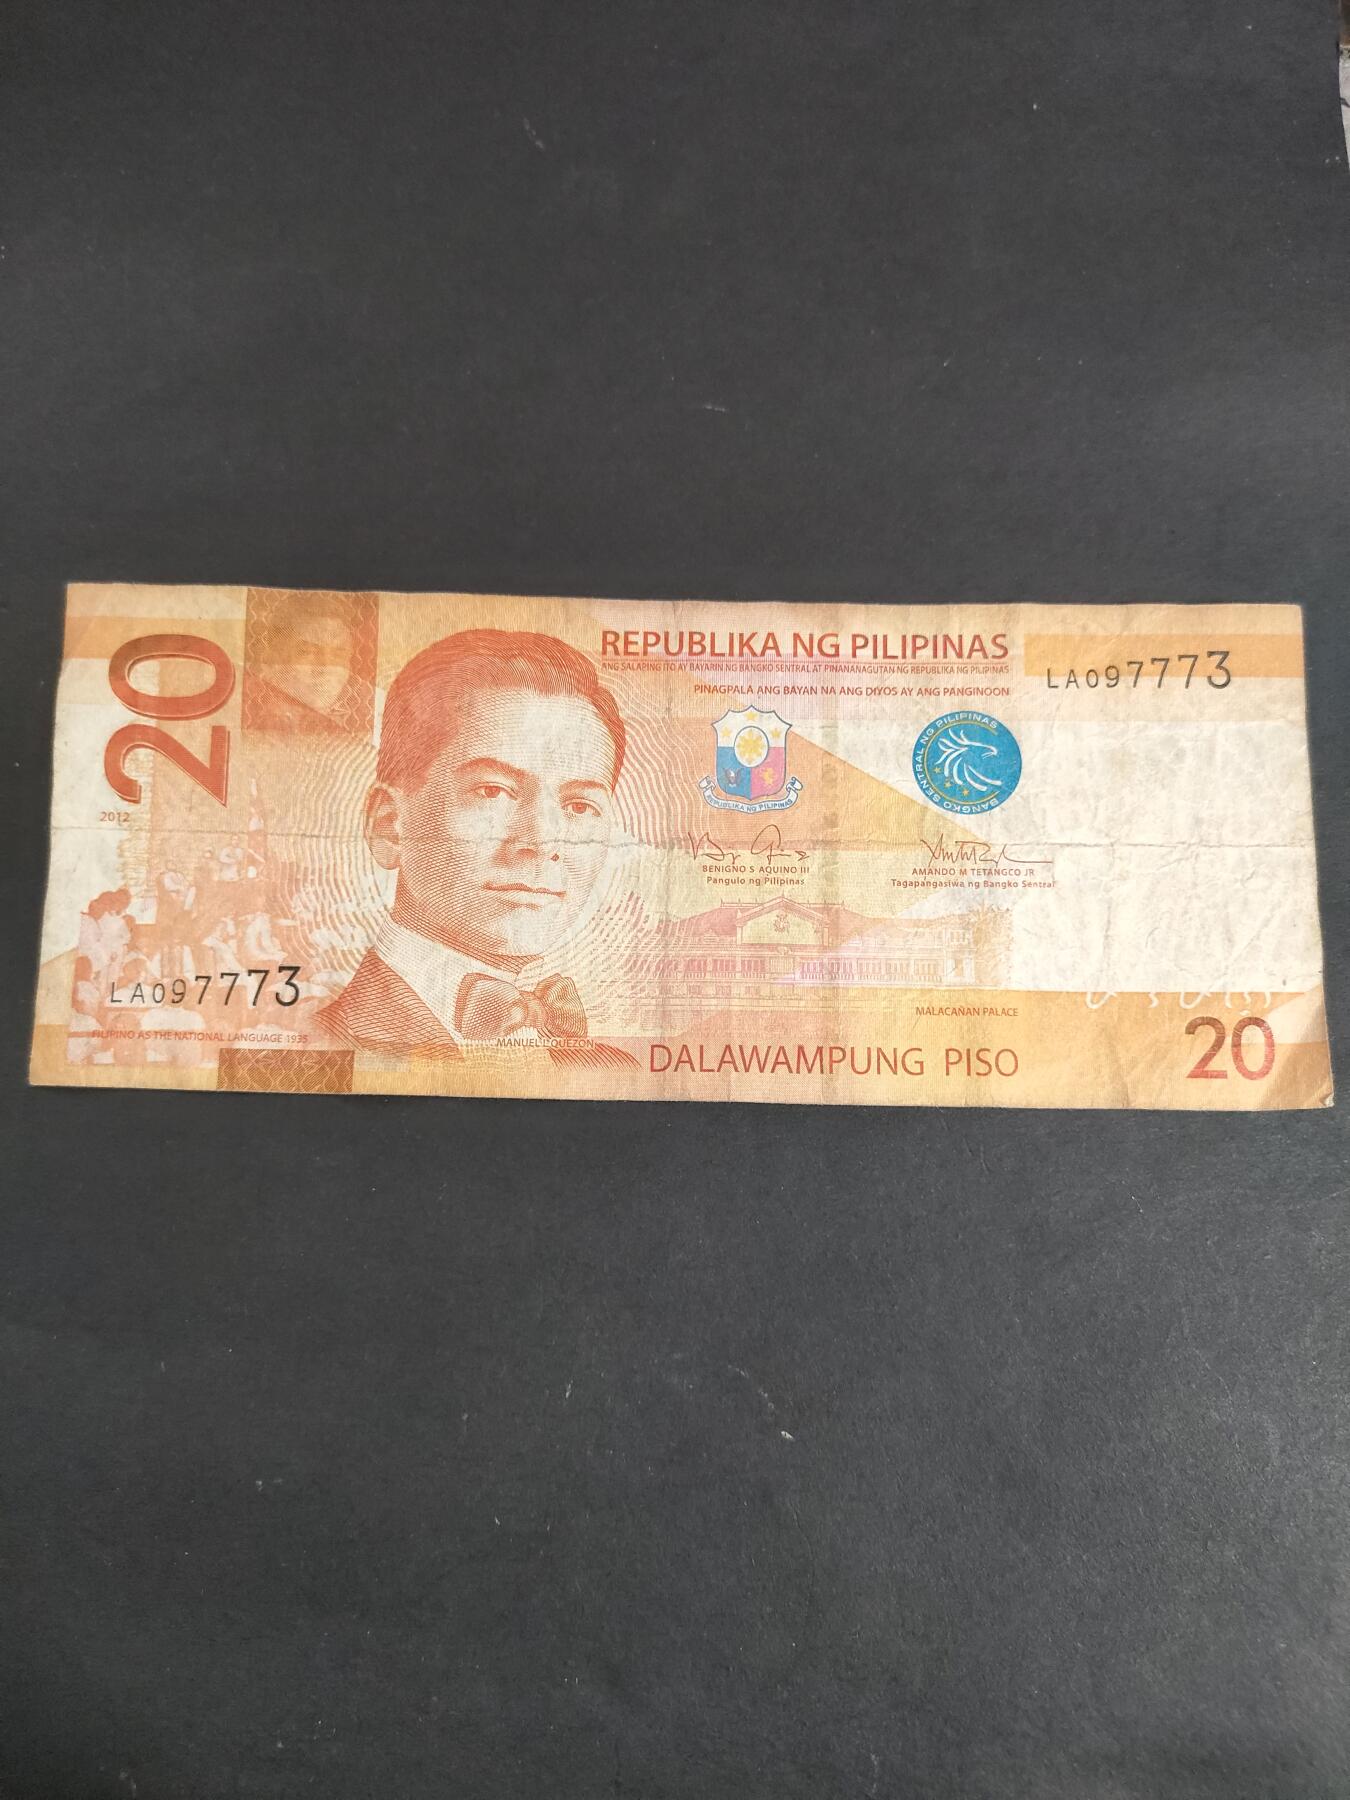 20
REPUBLIKA NG PILIPINAS
ANG SALAPING ITO AY BAYARIN NG BANGKO SENTRAL AT PINANANAGUTAN NG REPUBLIKA NG PILIPINAS
PINAGPALA ANG BAYAN NA ANG DIYOS AY ANG PANGINOON
LA097773
REPUBLIKA NG PILIPINAS
BANGKO SENTRAL NG PILIPINAS
2012
BENIGNO S AQUINO III
Pangulo ng Pilipinas
AMANDO M TETANGCO JR
Tagapangasiwa ng Bangko Sentral
LA097773
FILIPINO AS THE NATIONAL LANGUAGE 1935
MANUEL L QUEZON
MALACAÑAN PALACE
DALAWAMPUNG PISO
20